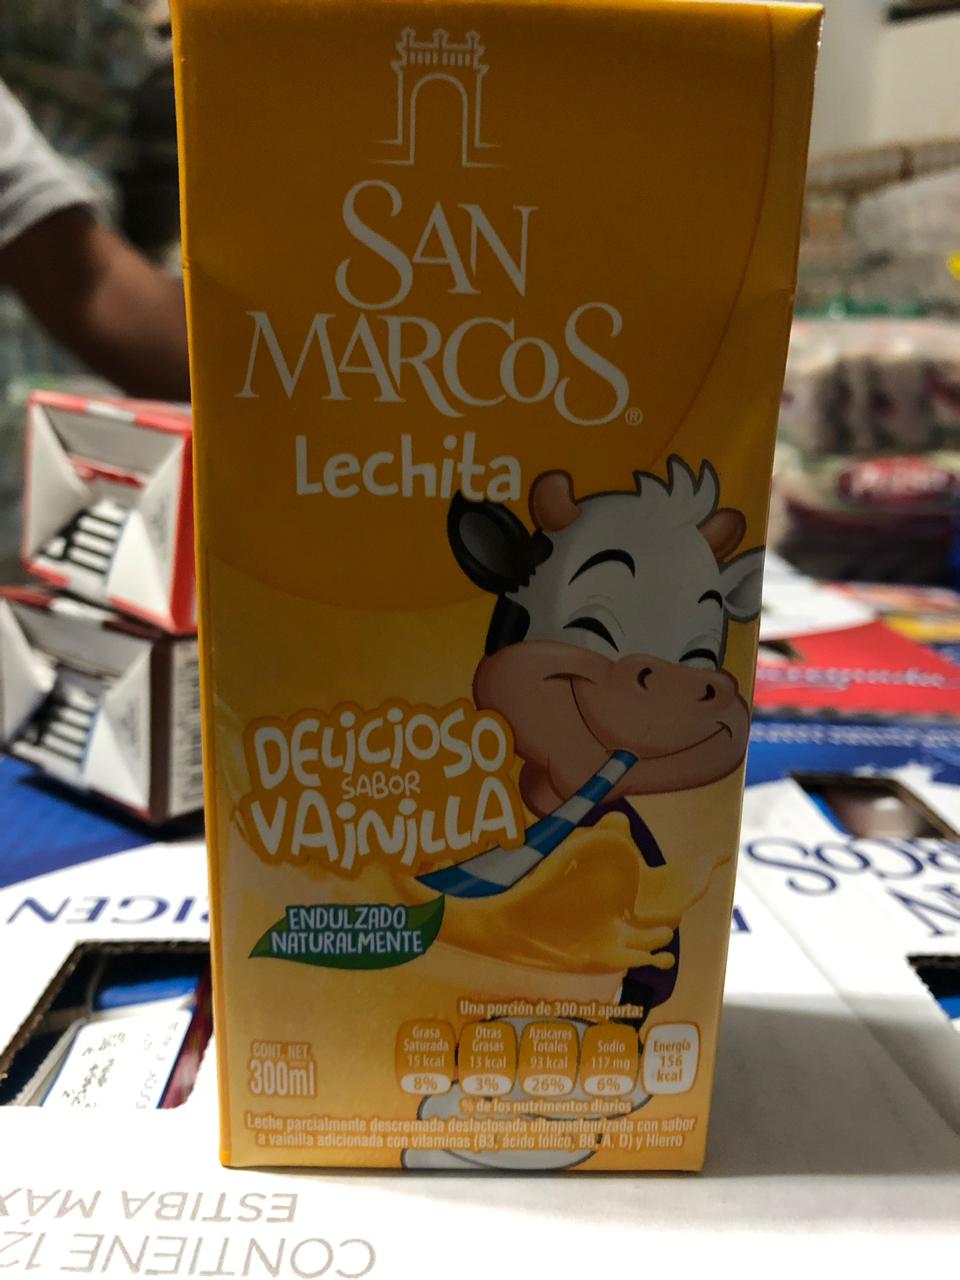 SAN
MARCOS®
Lechita
DELICIOSO
SABOR
VAINILLA
ENDULZADO
NATURALMENTE
Una porción de 300 ml aporta:
Grasa Saturada 15 kcal 8%
Otras Grasas 13 kcal 3%
Azúcares Totales 93 kcal 26%
Sodio 117 mg 6%
Energía 156 kcal
% de los nutrimentos diarios
CONT. NET.
300ml
Leche parcialmente descremada deslactosada ultrapasteurizada con sabor
a vainilla adicionada con vitaminas (B3, ácido fólico, B6, A, D) y Hierro
RIGEN
RCOS
N
ESTIBA MÁX
CONTIENE 12